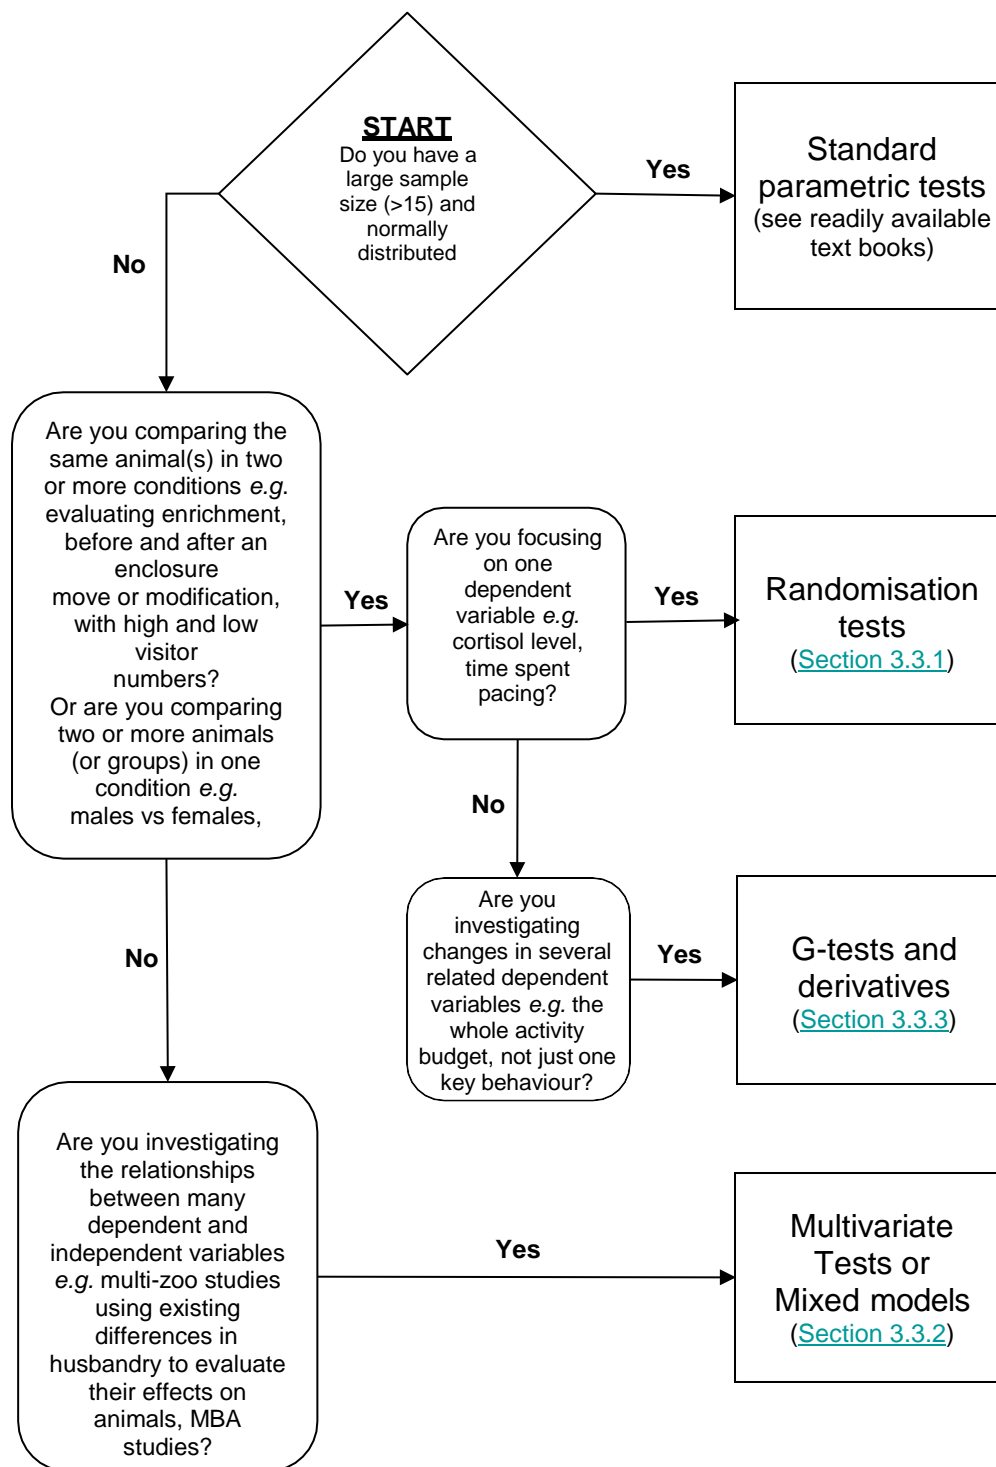 START
Do you have a
large sample
size (>15) and
normally
distributed
Yes
Standard
parametric tests
(see readily available
text books)
No
Are you comparing the
same animal(s) in two
or more conditions e.g.
evaluating enrichment,
before and after an
enclosure
move or modification,
with high and low
visitor
numbers?
Or are you comparing
two or more animals
(or groups) in one
condition e.g.
males vs females,
Yes
Are you focusing
on one
dependent
variable e.g.
cortisol level,
time spent
pacing?
Yes
Randomisation
tests
(Section 3.3.1)
No
Are you
investigating
changes in several
related dependent
variables e.g. the
whole activity
budget, not just one
key behaviour?
Yes
G-tests and
derivatives
(Section 3.3.3)
No
Are you investigating
the relationships
between many
dependent and
independent variables
e.g. multi-zoo studies
using existing
differences in
husbandry to evaluate
their effects on
animals, MBA
studies?
Yes
Multivariate
Tests or
Mixed models
(Section 3.3.2)